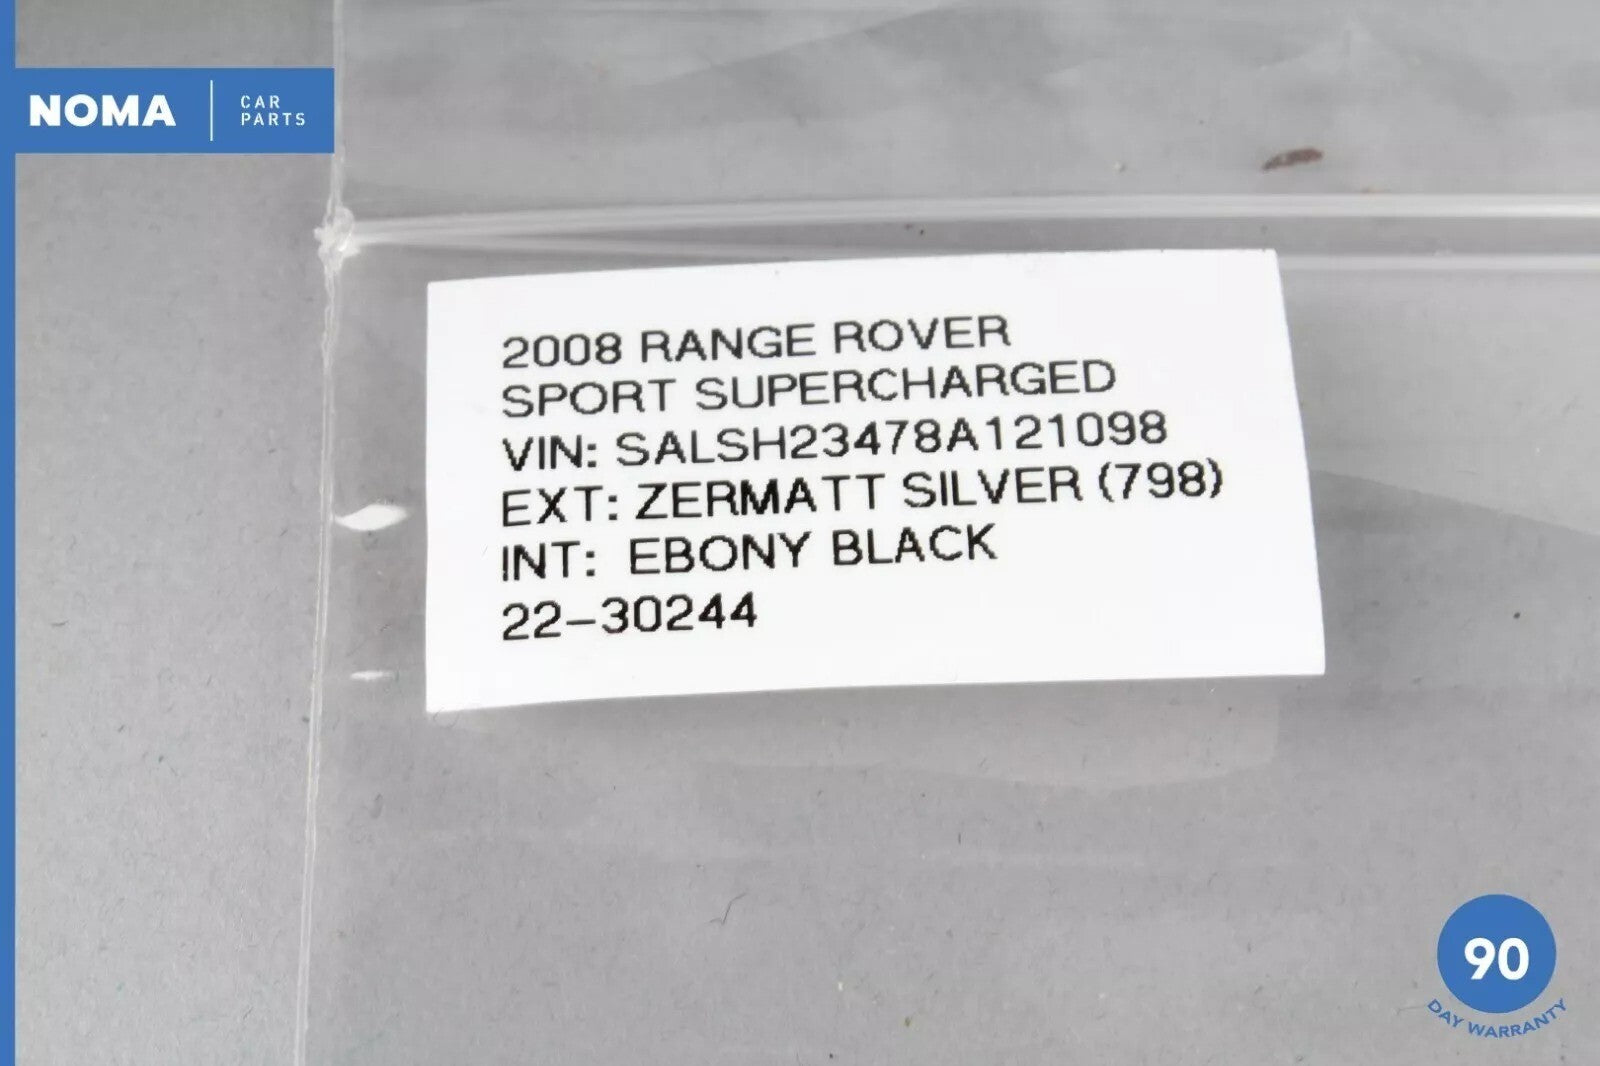 NOMA
CAR
PARTS
2008 RANGE ROVER
SPORT SUPERCHARGED
VIN: SALSH23478A121098
EXT: ZERMATT SILVER (798)
INT: EBONY BLACK
22-30244
90
DAY WARRANTY